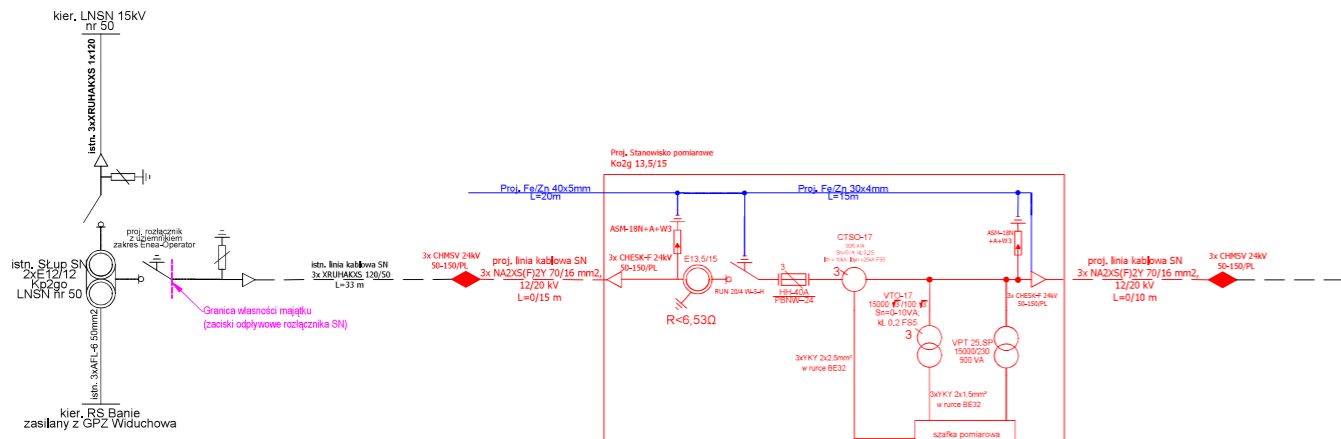 kier. LNSN 15kV
nr 50
istn. 3xXRUHAKXS 1x120
proj. rozłącznik
z uziemnikiem
zakres Enea-Operator
istn. SŁup SN
2xE12/12
Kp2go
LNSN nr 50
Granica własności majątku
(zaciski odpływowe rozłącznika SN)
istn. 3xAFL-6 50mm2
kier. RS Banie
zasilany z GPZ Widuchowa
istn. linia kablowa SN
3x XRUHAKXS 120/50
L=33 m
3x CHMSV 24kV
50-150/PL
proj. linia kablowa SN
3x NA2XS(F)2Y 70/16 mm2,
12/20 kV
L=0/15 m
Proj. Stanowisko pomiarowe
Ko2g 13,5/15
Proj. Fe/Zn 40x5mm
L=20m
Proj. Fe/Zn 30x4mm
L=15m
ASM-18N+A+W3
3x CHESK-F 24kV
50-150/PL
E13,5/15
R<6,53Ω
RUN 20/4 W-S-H
3
HH-40A
PBNW-24
CTSO-17
3
VTO-17
15000:√3/100:√3
Sn=0-10VA;
kl. 0,2 FS5
3
ASM-18N
+A+W3
3x CHESK-F 24kV
50-150/PL
VPT 25.SP
15000/230
500 VA
3xYKY 2x2,5mm²
w rurce BE32
3xYKY 2x1,5mm²
w rurce BE32
szafka pomiarowa
proj. linia kablowa SN
3x NA2XS(F)2Y 70/16 mm2,
12/20 kV
L=0/10 m
3x CHMSV 24kV
50-150/PL